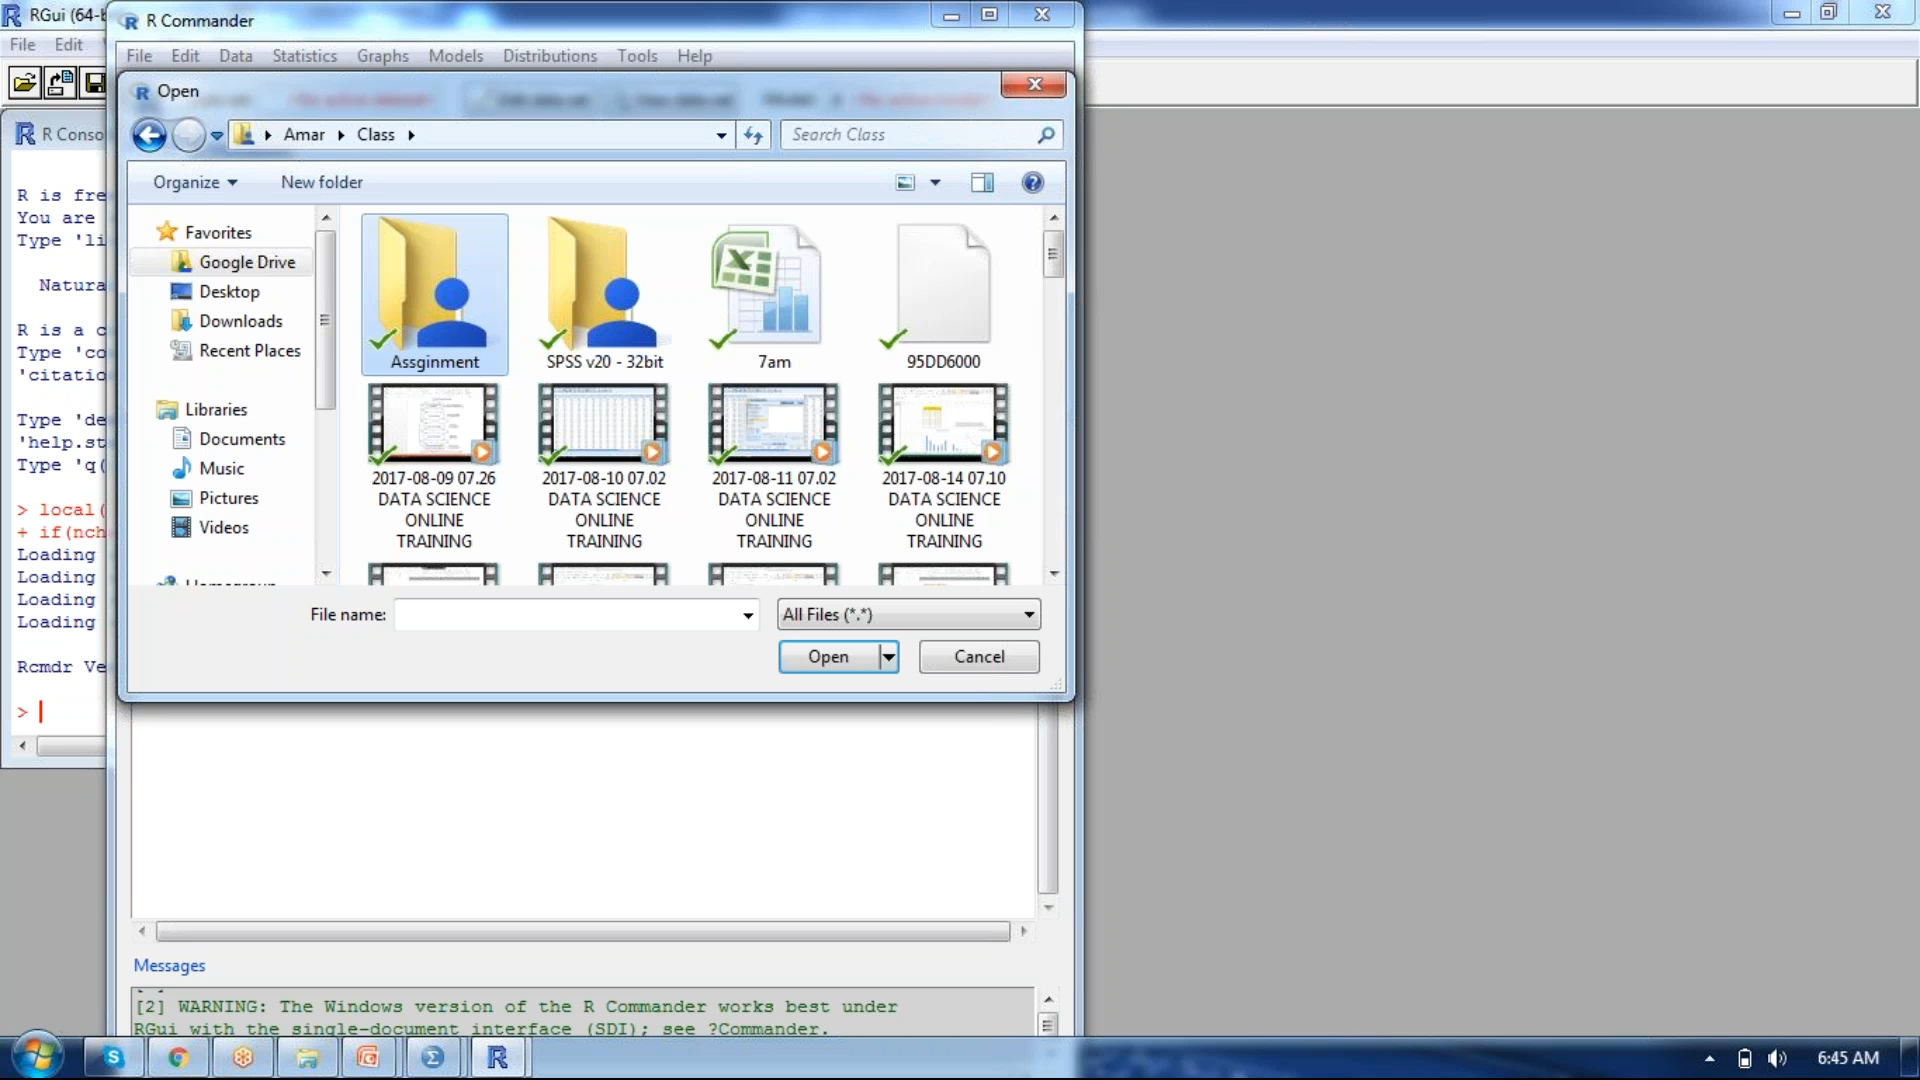 RGui (64-b
R Commander
File Edit
File Edit Data Statistics Graphs Models Distributions Tools Help
Open
R Conso
Amar Class
Search Class
Organize New folder
R is fre
You are
Type 'li
Natura
R is a c
Type 'co
'citatio
Type 'de
'help.st
Type 'q(
> local(
+ if(nch
Loading
Loading
Loading
Loading
Rcmdr Ve
>
Favorites
Google Drive
Desktop
Downloads
Recent Places
Libraries
Documents
Music
Pictures
Videos
Assginment
SPSS v20 - 32bit
7am
95DD6000
2017-08-09 07.26
DATA SCIENCE
ONLINE
TRAINING
2017-08-10 07.02
DATA SCIENCE
ONLINE
TRAINING
2017-08-11 07.02
DATA SCIENCE
ONLINE
TRAINING
2017-08-14 07.10
DATA SCIENCE
ONLINE
TRAINING
File name:
All Files (*.*)
Open Cancel
Messages
[2] WARNING: The Windows version of the R Commander works best under
RGui with the single-document interface (SDI); see ?Commander.
6:45 AM